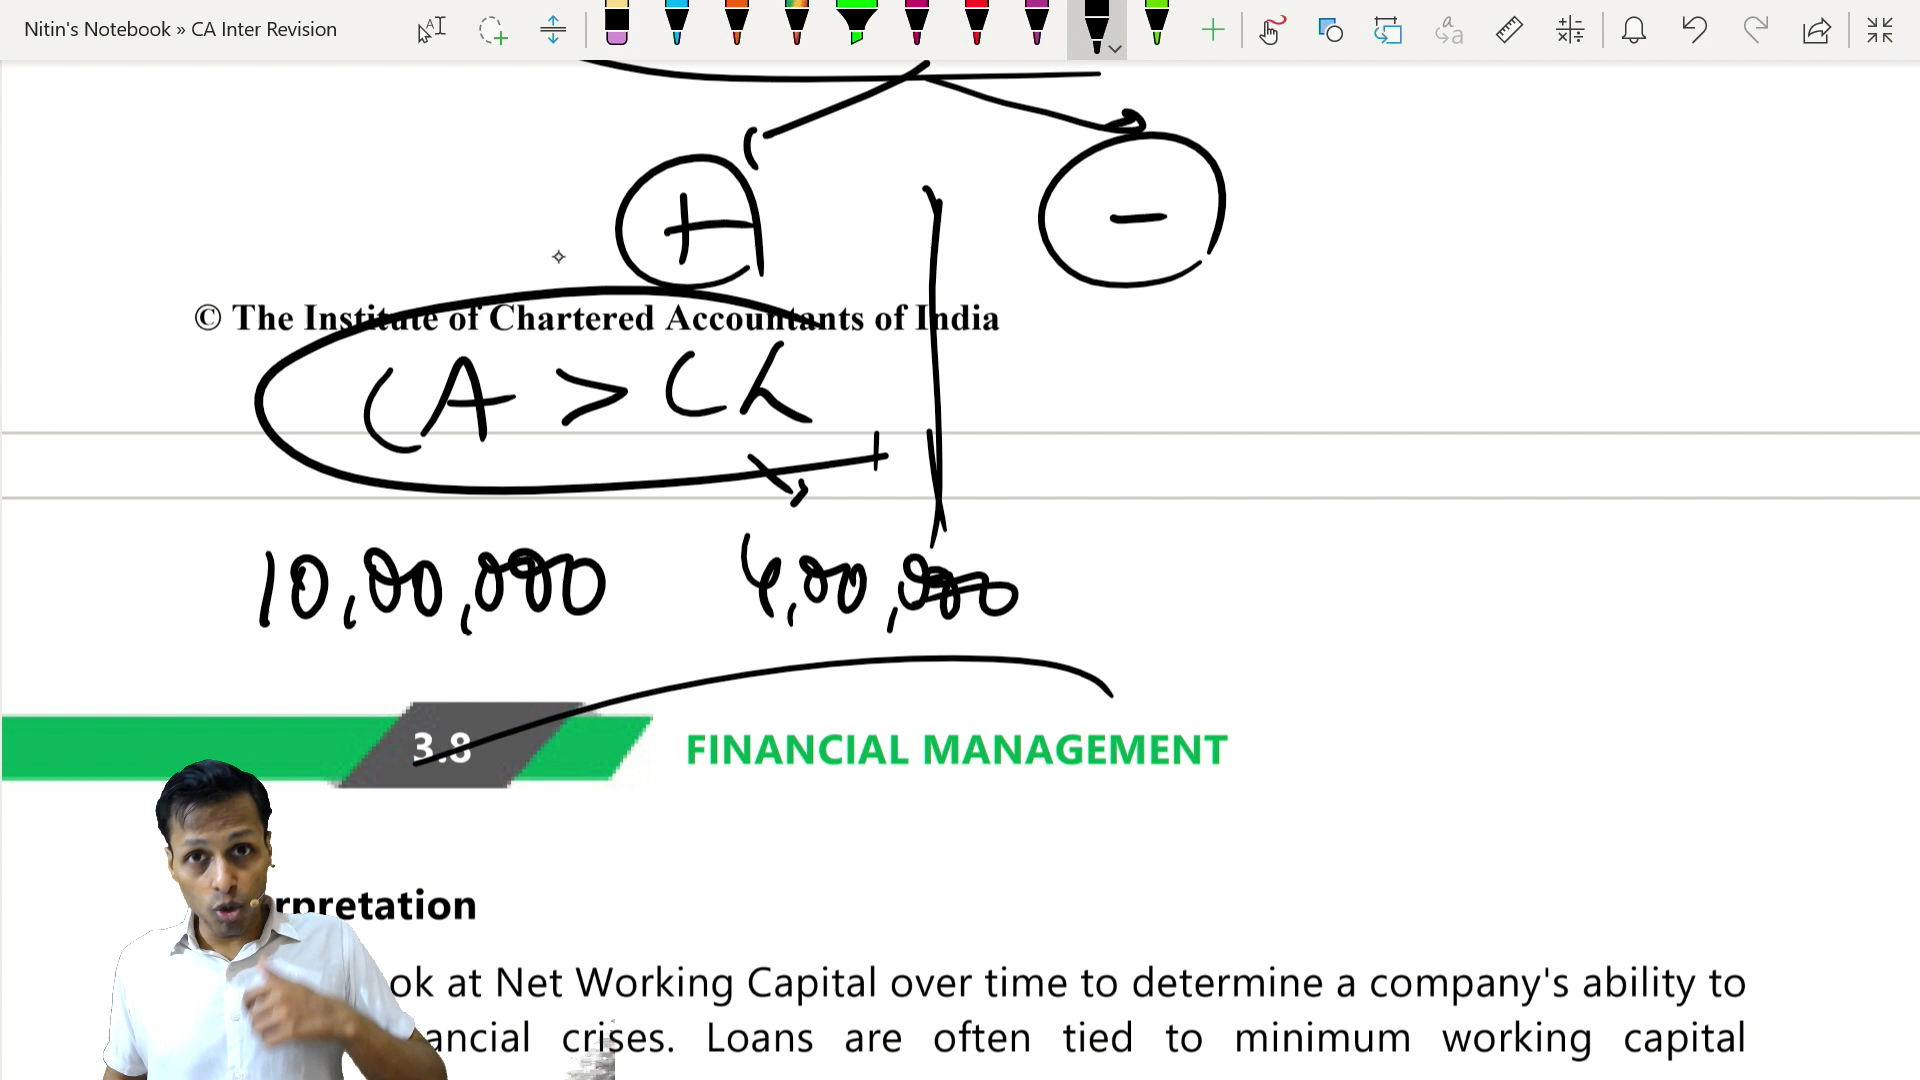 Nitin's Notebook » CA Inter Revision
+ -
© The Institute of Chartered Accountants of India
CA > CL
10,00,000 4,00,000
3.8 FINANCIAL MANAGEMENT
rpretation
ok at Net Working Capital over time to determine a company's ability to
ancial crises. Loans are often tied to minimum working capital